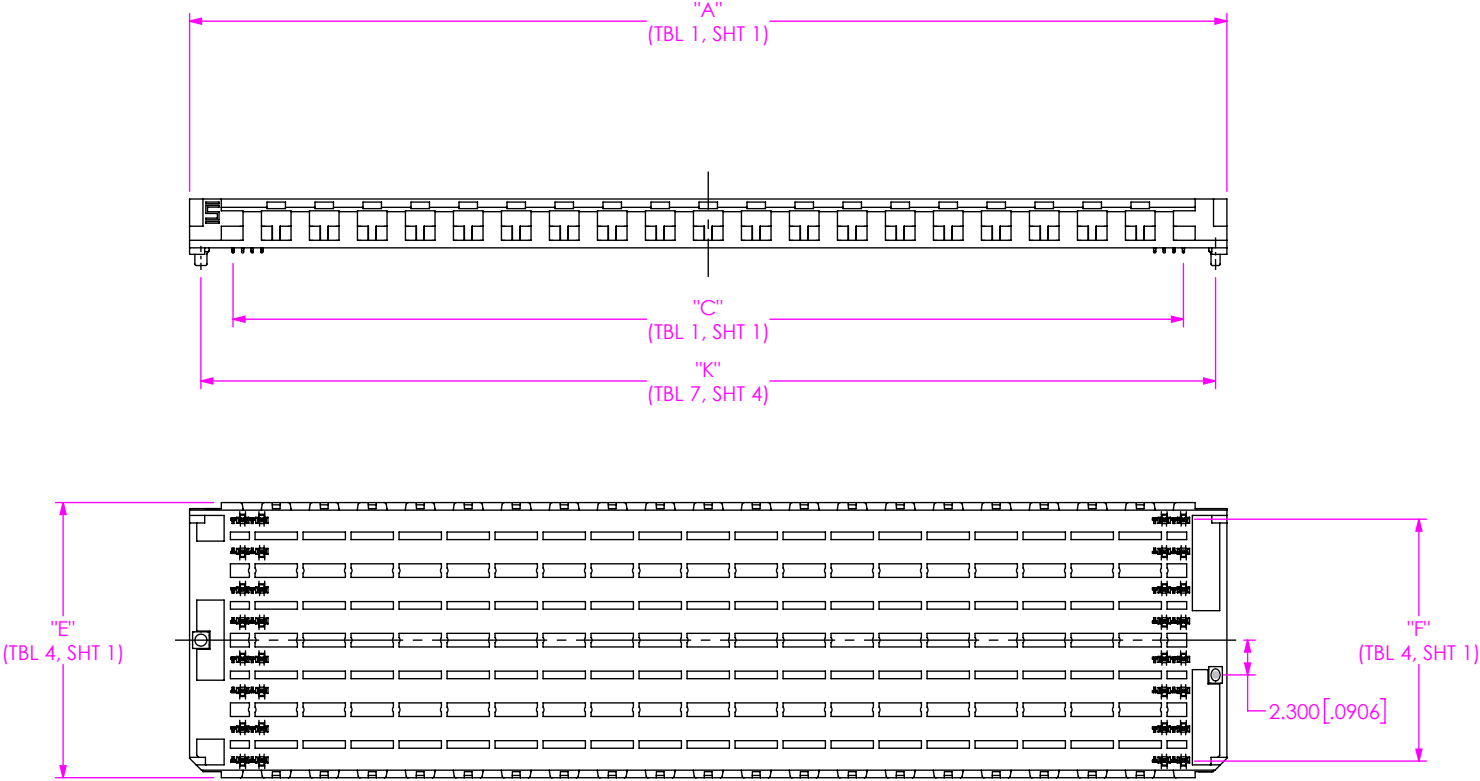 "A"
(TBL 1, SHT 1)
"C"
(TBL 1, SHT 1)
"K"
(TBL 7, SHT 4)
"E"
(TBL 4, SHT 1)
"F"
(TBL 4, SHT 1)
2.300[.0906]